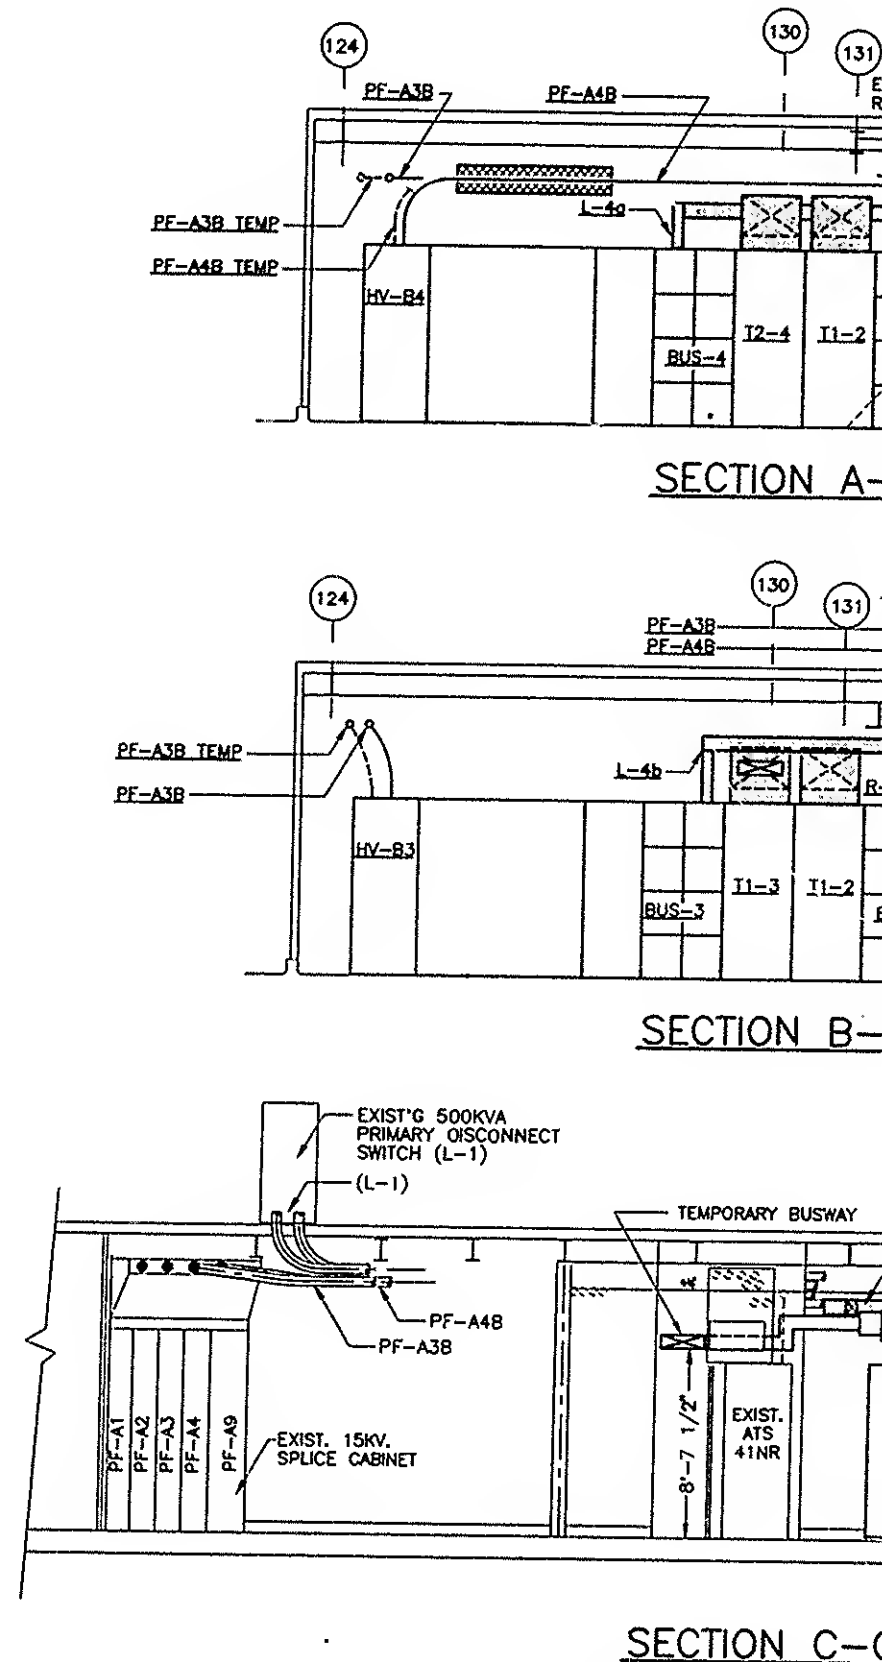 124
130
131
PF-A3B
PF-A4B
E
R
PF-A3B TEMP
L-4a
PF-A4B TEMP
HV-B4
BUS-4
T2-4
T1-2
SECTION A-
124
130
131
PF-A3B
PF-A4B
PF-A3B TEMP
L-4b
PF-A3B
R-
HV-B3
T1-3
T1-2
BUS-3
E
SECTION B-
EXIST'G 500KVA
PRIMARY DISCONNECT
SWITCH (L-1)
(L-1)
TEMPORARY BUSWAY
PF-A4B
PF-A3B
PF-A1
PF-A2
PF-A3
PF-A4
PF-A9
EXIST. 15KV.
SPLICE CABINET
8'-7 1/2"
EXIST.
ATS
41NR
SECTION C-C